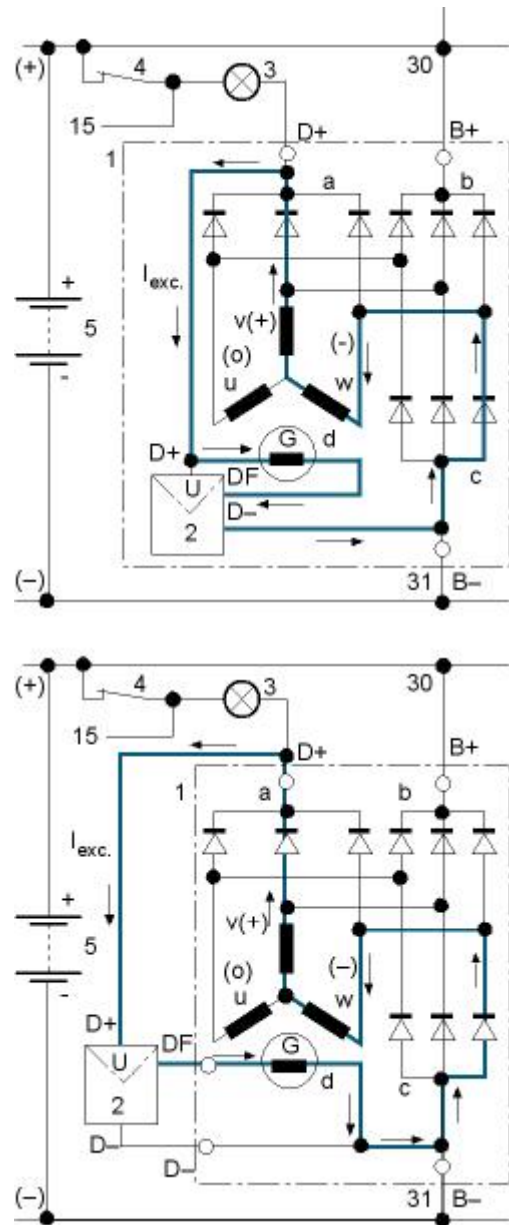 (+) 4 3 30
15 D+ B+
1 a b
I exc.
+ v(+)
5 (o) (-)
- u w
D+ G d
U DF c
2 D–
(–) 31 B–
(+) 4 3 30
15 D+ B+
1 a b
I exc.
+ v(+)
5 (o) (–)
- u w
D+ G
U DF d
2 c
D– D–
(–) 31 B–